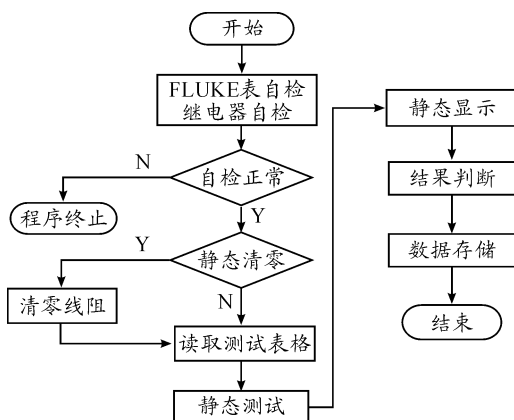 开始
FLUKE表自检
继电器自检
N
自检正常
程序终止
Y
Y
静态清零
清零线阻
N
读取测试表格
静态测试
静态显示
结果判断
数据存储
结束